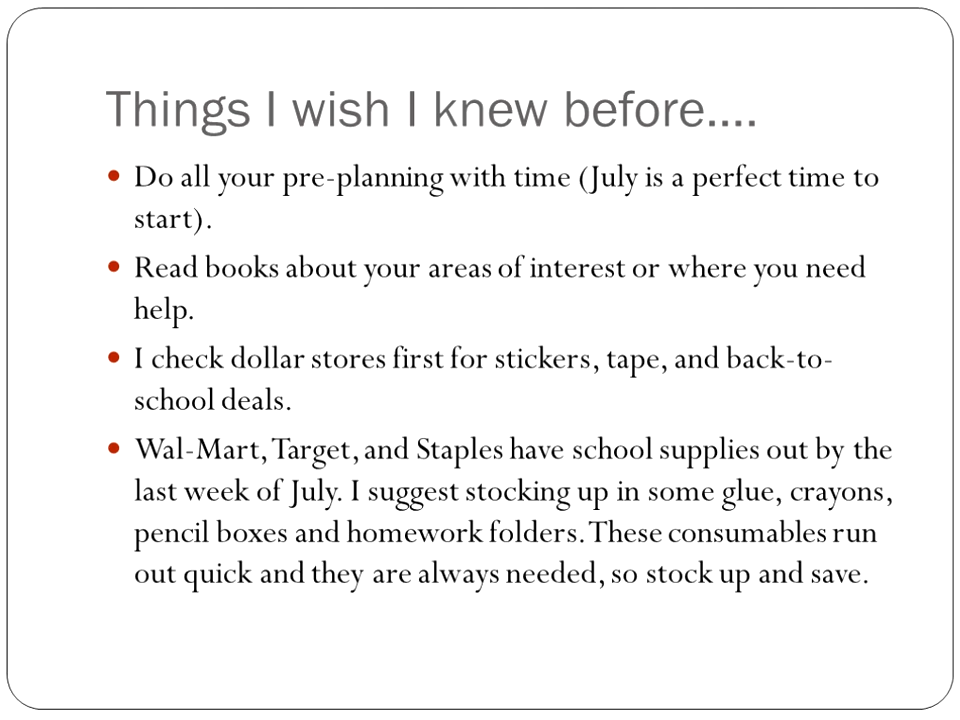 Things I wish I knew before....
• Do all your pre-planning with time (July is a perfect time to
start).
• Read books about your areas of interest or where you need
help.
• I check dollar stores first for stickers, tape, and back-to-
school deals.
• Wal-Mart, Target, and Staples have school supplies out by the
last week of July. I suggest stocking up in some glue, crayons,
pencil boxes and homework folders. These consumables run
out quick and they are always needed, so stock up and save.